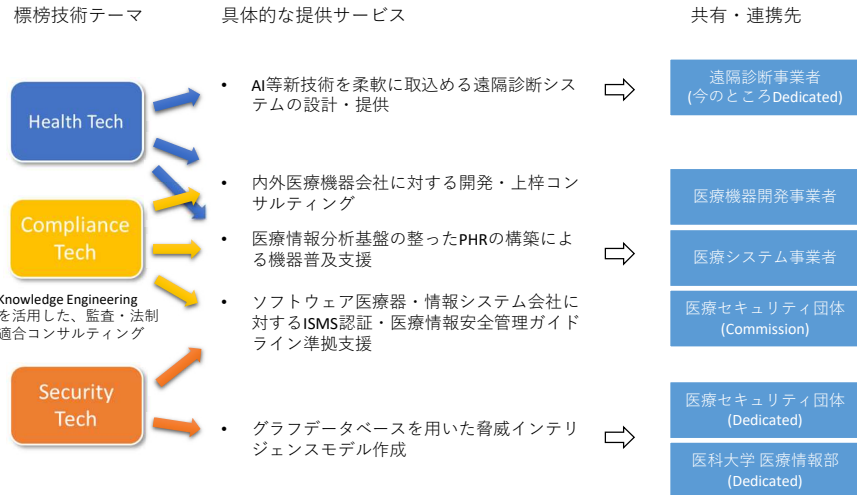 標榜技術テーマ
具体的な提供サービス
共有・連携先
Health Tech
Compliance
Tech
Knowledge Engineering
を活用した、監査・法制
適合コンサルティング
Security
Tech
• AI等新技術を柔軟に取込める遠隔診断シス
テムの設計・提供
• 内外医療機器会社に対する開発・上梓コン
サルティング
• 医療情報分析基盤の整ったPHRの構築によ
る機器普及支援
• ソフトウェア医療器・情報システム会社に
対するISMS認証・医療情報安全管理ガイド
ライン準拠支援
• グラフデータベースを用いた脅威インテリ
ジェンスモデル作成
遠隔診断事業者
(今のところDedicated)
医療機器開発事業者
医療システム事業者
医療セキュリティ団体
(Commission)
医療セキュリティ団体
(Dedicated)
医科大学 医療情報部
(Dedicated)